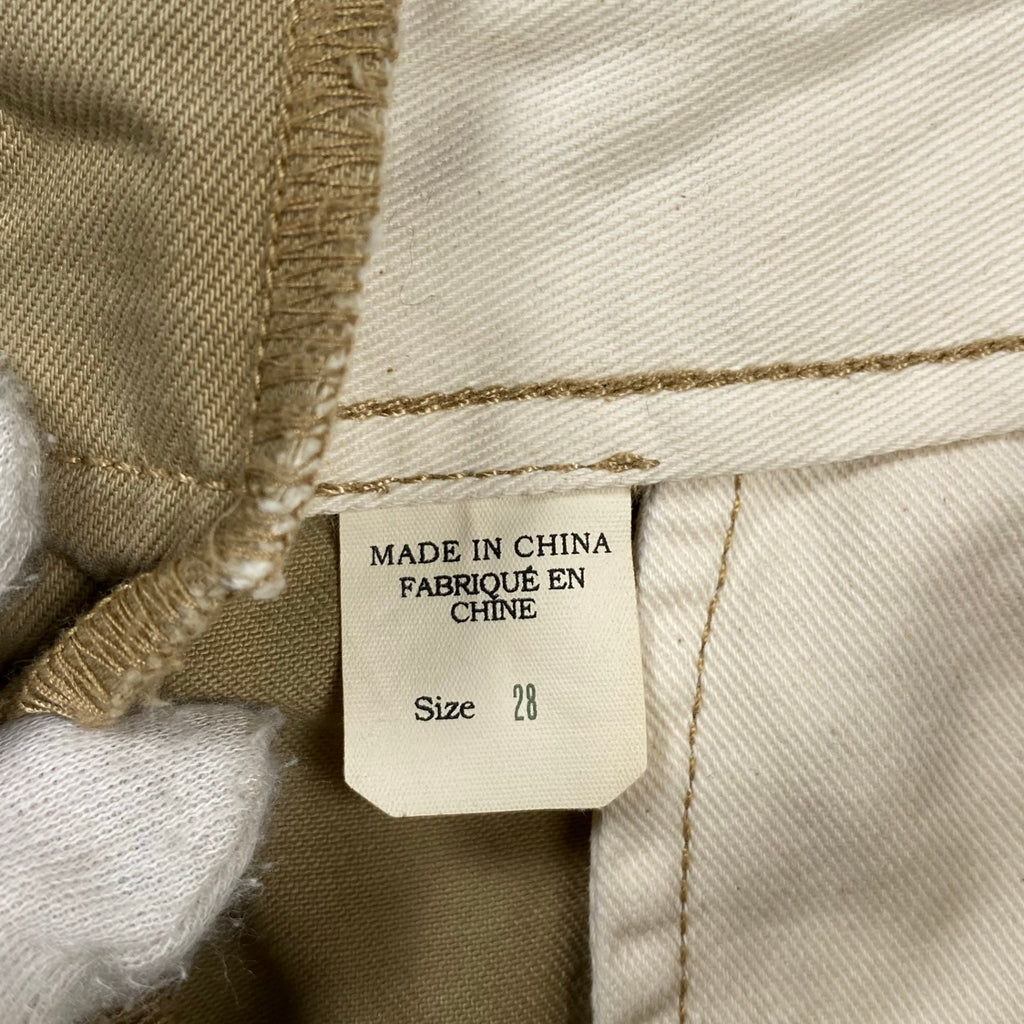 MADE IN CHINA
FABRIQUÉ EN
CHINE
Size 28